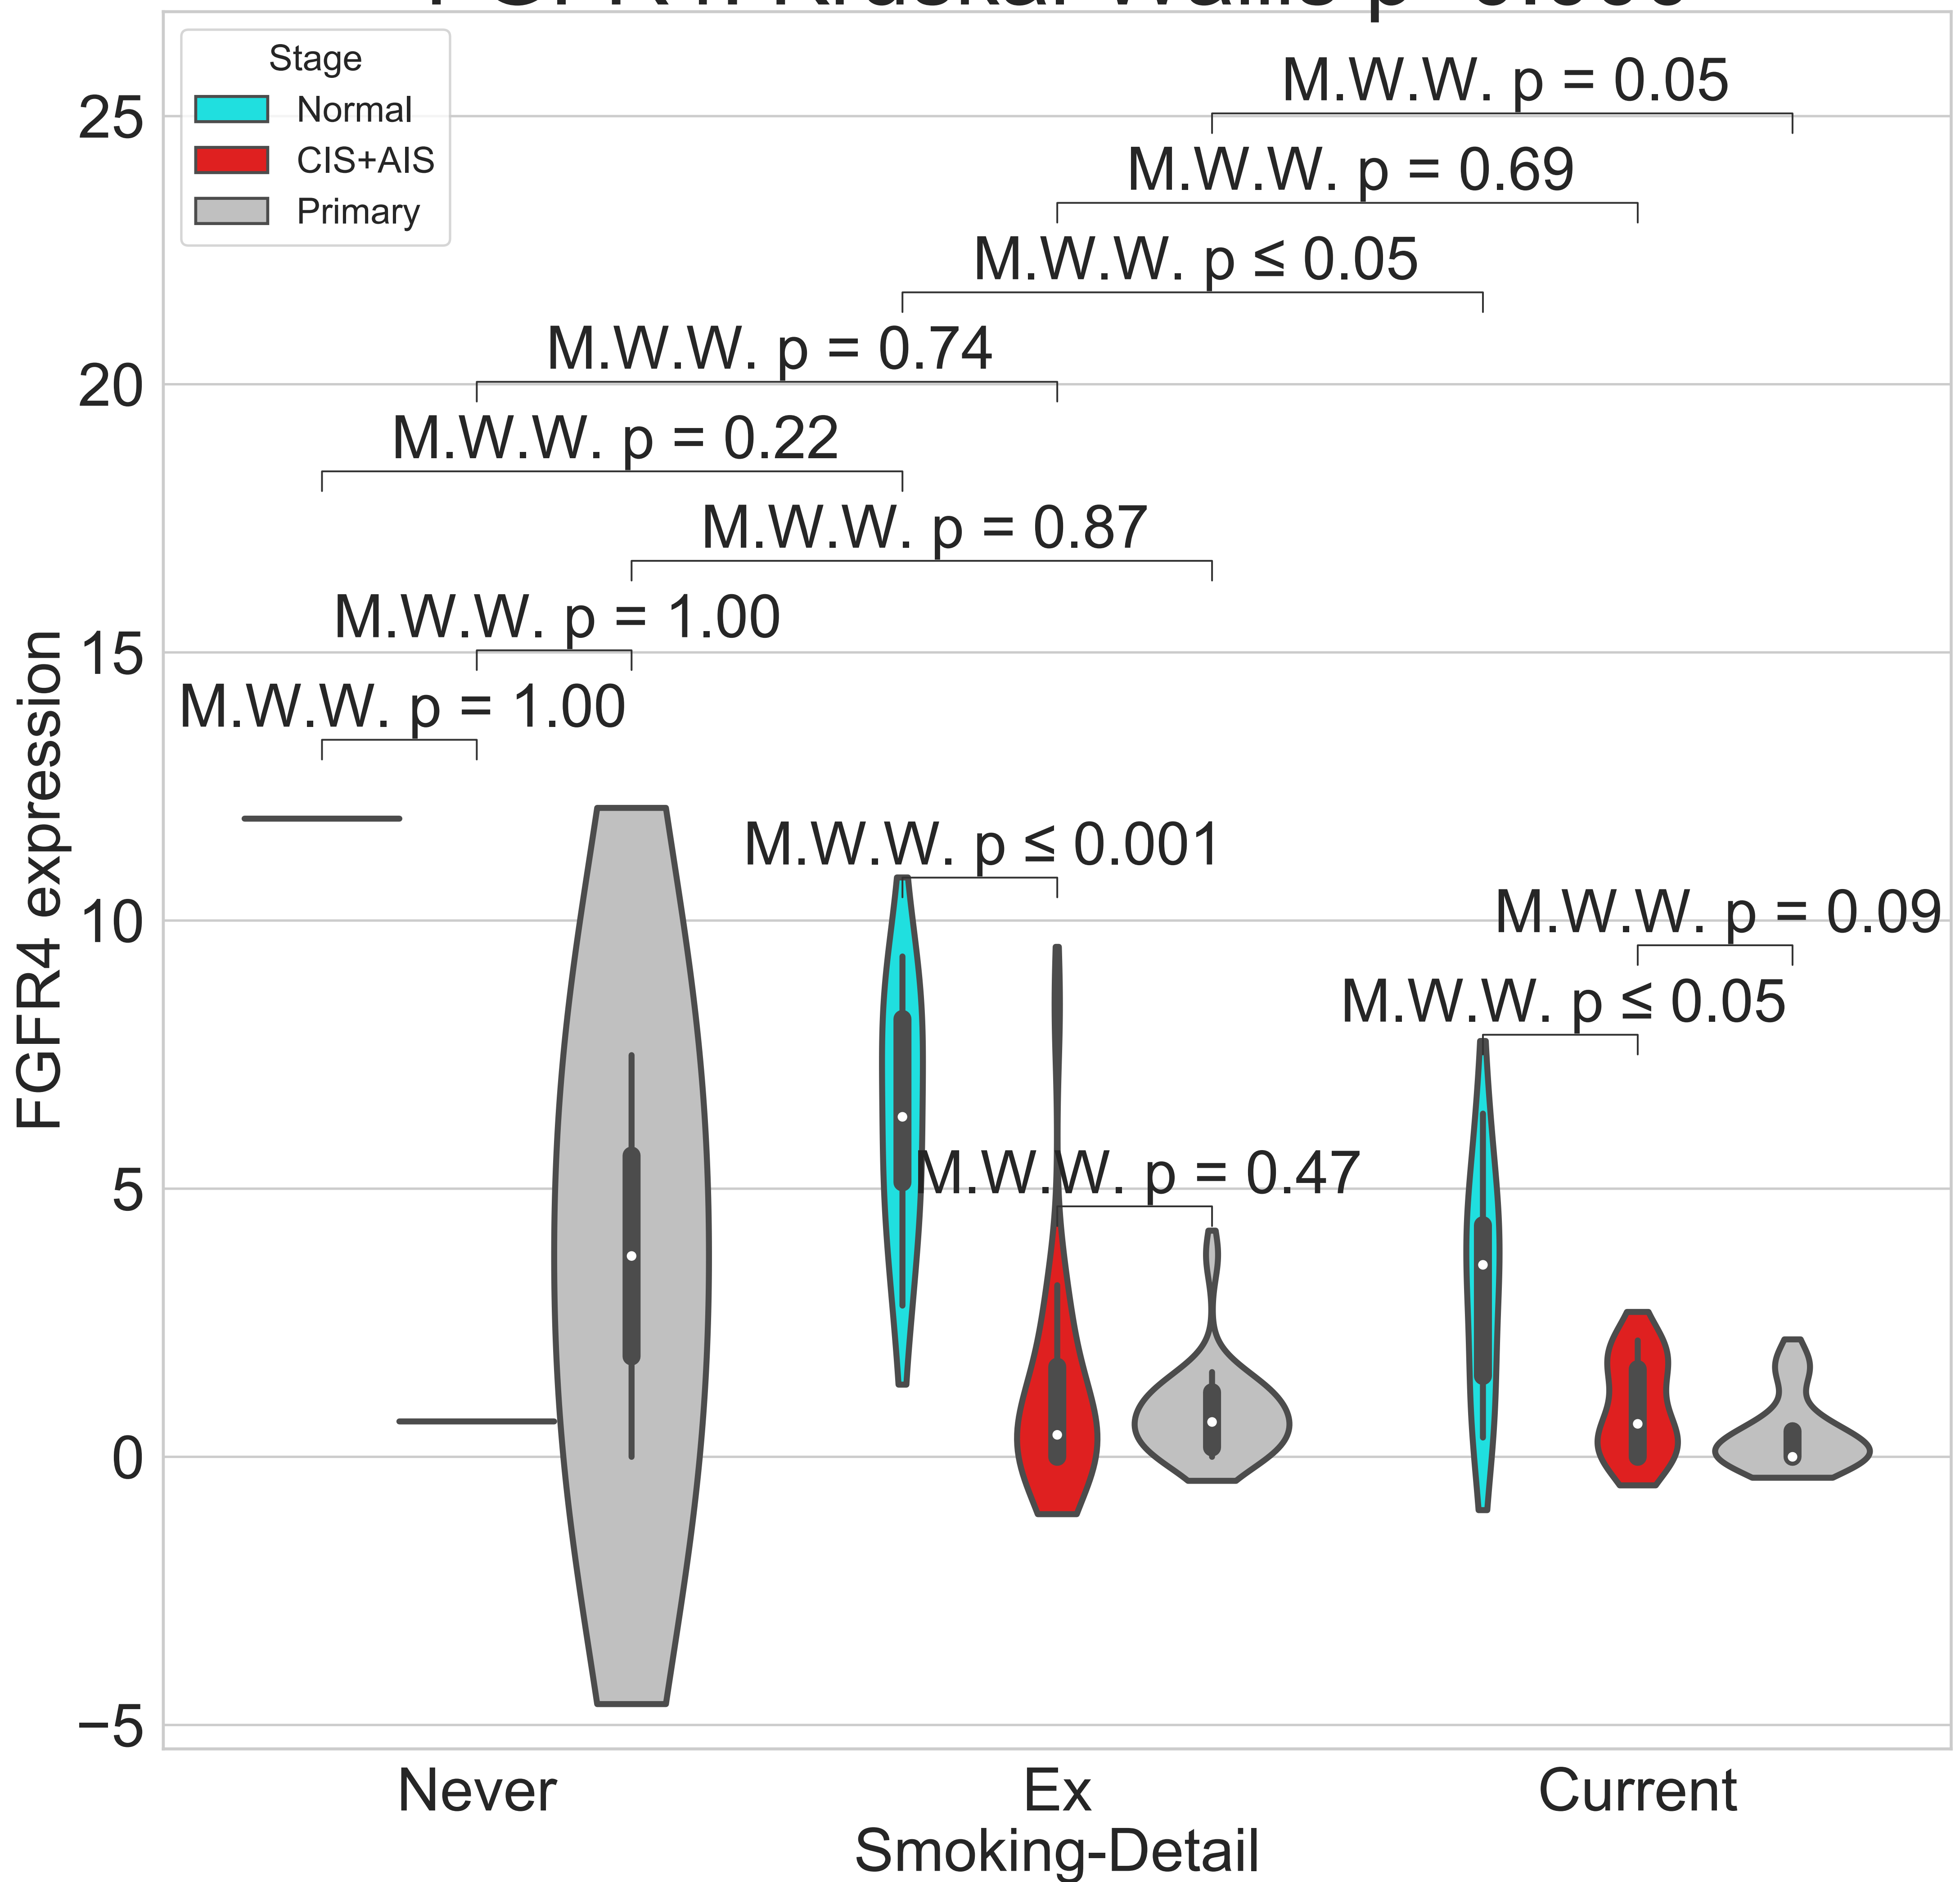 Stage
Normal
CIS+AIS
Primary
M.W.W. p = 0.05
M.W.W. p = 0.69
M.W.W. p ≤ 0.05
M.W.W. p = 0.74
M.W.W. p = 0.22
M.W.W. p = 0.87
M.W.W. p = 1.00
M.W.W. p = 1.00
M.W.W. p ≤ 0.001
M.W.W. p = 0.09
M.W.W. p ≤ 0.05
M.W.W. p = 0.47
25
20
15
10
5
0
−5
FGFR4 expression
Never
Ex
Current
Smoking-Detail